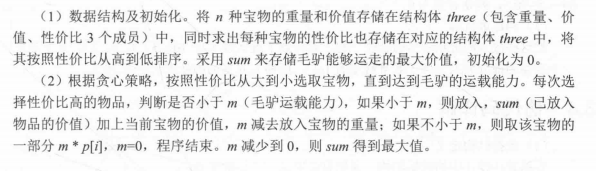 （1）数据结构及初始化。将 n 种宝物的重量和价值存储在结构体 three（包含重量、价
值、性价比 3 个成员）中，同时求出每种宝物的性价比也存储在对应的结构体 three 中，将
其按照性价比从高到低排序。采用 sum 来存储毛驴能够运走的最大价值，初始化为 0。
（2）根据贪心策略，按照性价比从大到小选取宝物，直到达到毛驴的运载能力。每次选
择性价比高的物品，判断是否小于 m（毛驴运载能力），如果小于 m，则放入，sum（已放入
物品的价值）加上当前宝物的价值，m 减去放入宝物的重量；如果不小于 m，则取该宝物的
一部分 m * p[i]，m=0，程序结束。m 减少到 0，则 sum 得到最大值。